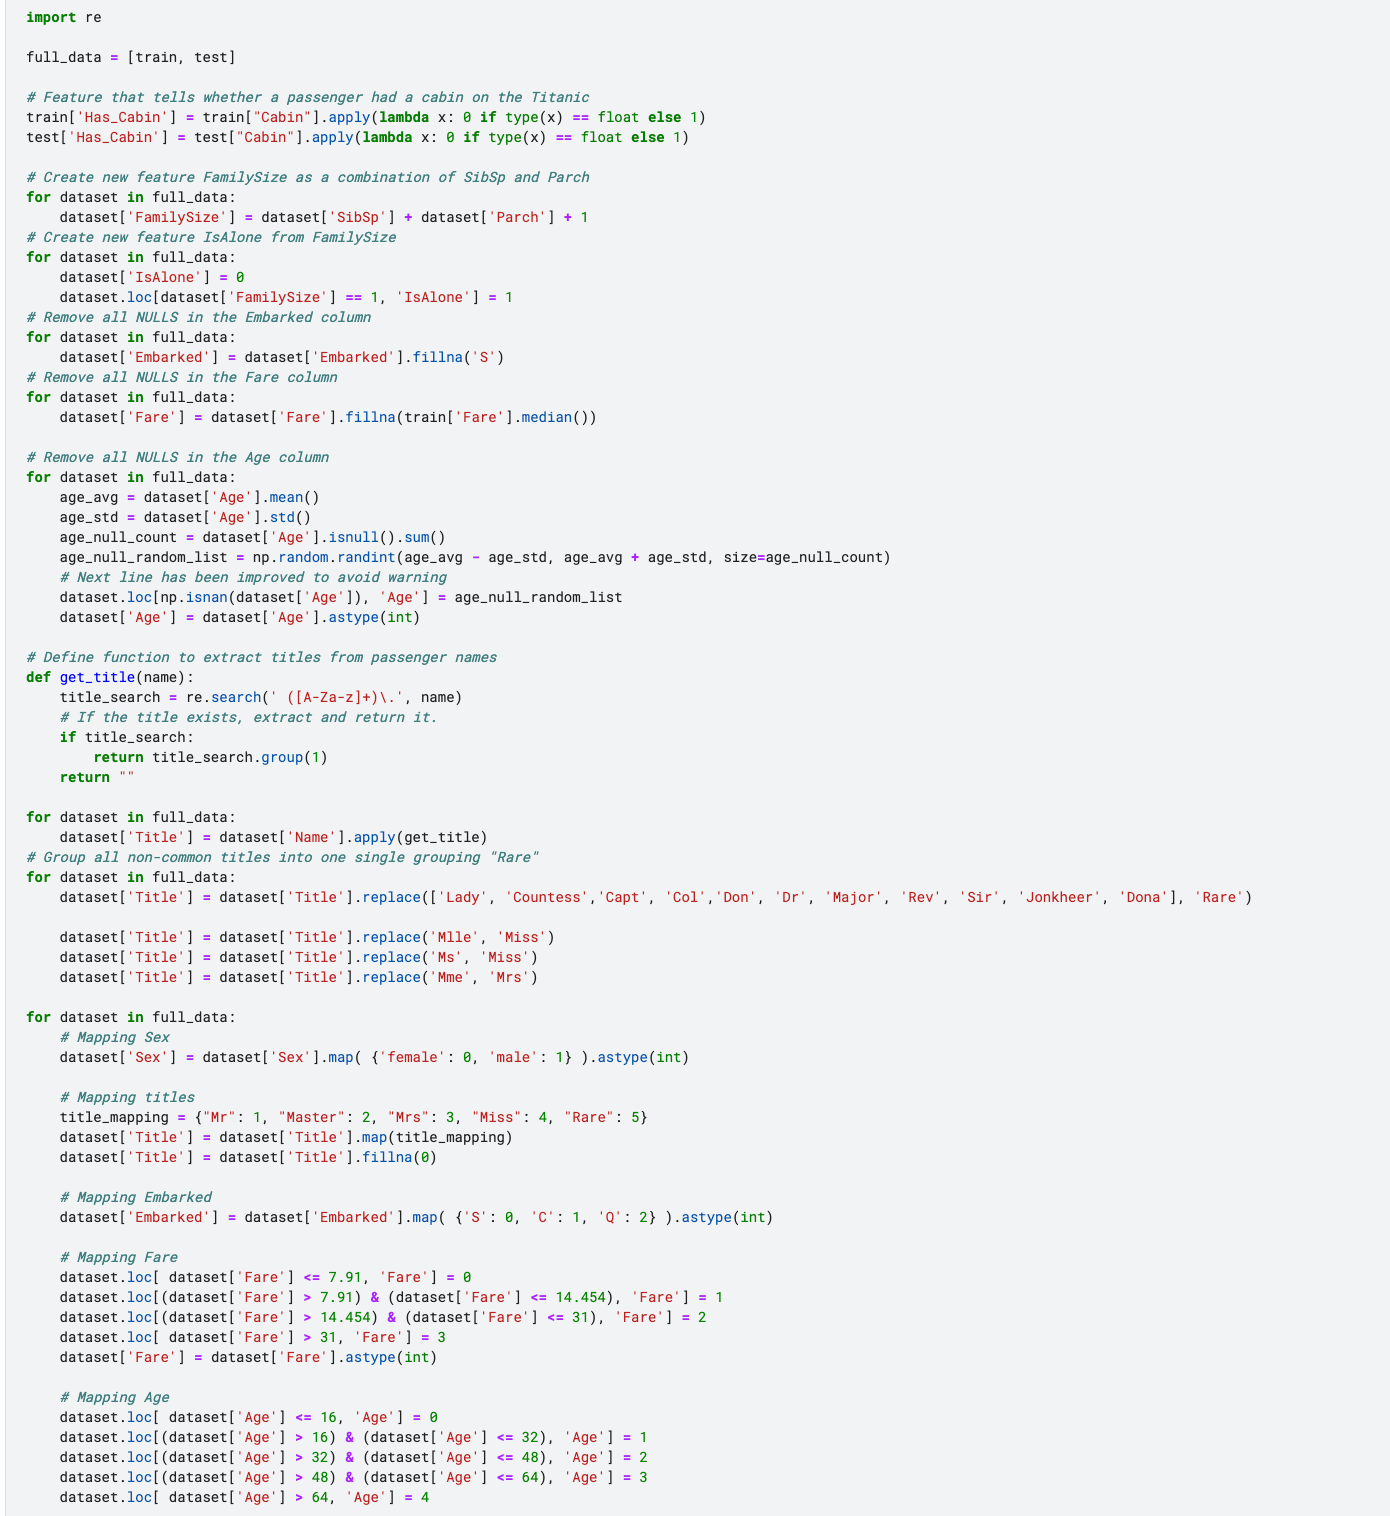 import re

full_data = [train, test]

# Feature that tells whether a passenger had a cabin on the Titanic
train['Has_Cabin'] = train["Cabin"].apply(lambda x: 0 if type(x) == float else 1)
test['Has_Cabin'] = test["Cabin"].apply(lambda x: 0 if type(x) == float else 1)

# Create new feature FamilySize as a combination of SibSp and Parch
for dataset in full_data:
    dataset['FamilySize'] = dataset['SibSp'] + dataset['Parch'] + 1
# Create new feature IsAlone from FamilySize
for dataset in full_data:
    dataset['IsAlone'] = 0
    dataset.loc[dataset['FamilySize'] == 1, 'IsAlone'] = 1
# Remove all NULLS in the Embarked column
for dataset in full_data:
    dataset['Embarked'] = dataset['Embarked'].fillna('S')
# Remove all NULLS in the Fare column
for dataset in full_data:
    dataset['Fare'] = dataset['Fare'].fillna(train['Fare'].median())

# Remove all NULLS in the Age column
for dataset in full_data:
    age_avg = dataset['Age'].mean()
    age_std = dataset['Age'].std()
    age_null_count = dataset['Age'].isnull().sum()
    age_null_random_list = np.random.randint(age_avg - age_std, age_avg + age_std, size=age_null_count)
    # Next line has been improved to avoid warning
    dataset.loc[np.isnan(dataset['Age']), 'Age'] = age_null_random_list
    dataset['Age'] = dataset['Age'].astype(int)

# Define function to extract titles from passenger names
def get_title(name):
    title_search = re.search(' ([A-Za-z]+)\.', name)
    # If the title exists, extract and return it.
    if title_search:
        return title_search.group(1)
    return ""

for dataset in full_data:
    dataset['Title'] = dataset['Name'].apply(get_title)
# Group all non-common titles into one single grouping "Rare"
for dataset in full_data:
    dataset['Title'] = dataset['Title'].replace(['Lady', 'Countess','Capt', 'Col','Don', 'Dr', 'Major', 'Rev', 'Sir', 'Jonkheer', 'Dona'], 'Rare')

    dataset['Title'] = dataset['Title'].replace('Mlle', 'Miss')
    dataset['Title'] = dataset['Title'].replace('Ms', 'Miss')
    dataset['Title'] = dataset['Title'].replace('Mme', 'Mrs')

for dataset in full_data:
    # Mapping Sex
    dataset['Sex'] = dataset['Sex'].map( {'female': 0, 'male': 1} ).astype(int)

    # Mapping titles
    title_mapping = {"Mr": 1, "Master": 2, "Mrs": 3, "Miss": 4, "Rare": 5}
    dataset['Title'] = dataset['Title'].map(title_mapping)
    dataset['Title'] = dataset['Title'].fillna(0)

    # Mapping Embarked
    dataset['Embarked'] = dataset['Embarked'].map( {'S': 0, 'C': 1, 'Q': 2} ).astype(int)

    # Mapping Fare
    dataset.loc[ dataset['Fare'] <= 7.91, 'Fare'] = 0
    dataset.loc[(dataset['Fare'] > 7.91) & (dataset['Fare'] <= 14.454), 'Fare'] = 1
    dataset.loc[(dataset['Fare'] > 14.454) & (dataset['Fare'] <= 31), 'Fare'] = 2
    dataset.loc[ dataset['Fare'] > 31, 'Fare'] = 3
    dataset['Fare'] = dataset['Fare'].astype(int)

    # Mapping Age
    dataset.loc[ dataset['Age'] <= 16, 'Age'] = 0
    dataset.loc[(dataset['Age'] > 16) & (dataset['Age'] <= 32), 'Age'] = 1
    dataset.loc[(dataset['Age'] > 32) & (dataset['Age'] <= 48), 'Age'] = 2
    dataset.loc[(dataset['Age'] > 48) & (dataset['Age'] <= 64), 'Age'] = 3
    dataset.loc[ dataset['Age'] > 64, 'Age'] = 4